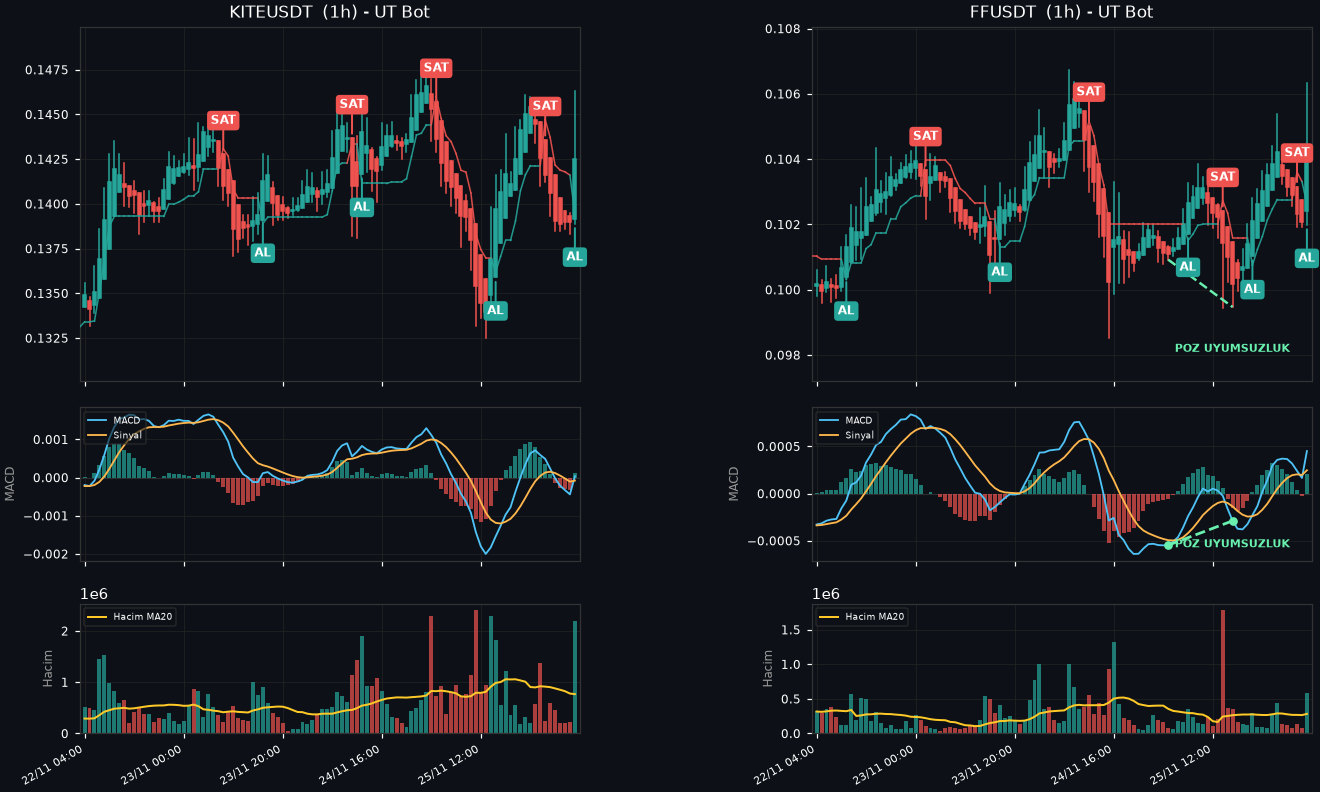 KITEUSDT  (1h) - UT Bot
0.1475
0.1450
0.1425
0.1400
0.1375
0.1350
0.1325
SAT
SAT
SAT
SAT
AL
AL
AL
AL
MACD
MACD
Sinyal
0.001
0.000
−0.001
−0.002
1e6
Hacim
Hacim MA20
2
1
0
22/11 04:00
23/11 00:00
23/11 20:00
24/11 16:00
25/11 12:00
FFUSDT  (1h) - UT Bot
0.108
0.106
0.104
0.102
0.100
0.098
SAT
SAT
SAT
SAT
AL
AL
AL
AL
AL
POZ UYUMSUZLUK
MACD
MACD
Sinyal
0.0005
0.0000
−0.0005
POZ UYUMSUZLUK
1e6
Hacim
Hacim MA20
1.5
1.0
0.5
0.0
22/11 04:00
23/11 00:00
23/11 20:00
24/11 16:00
25/11 12:00